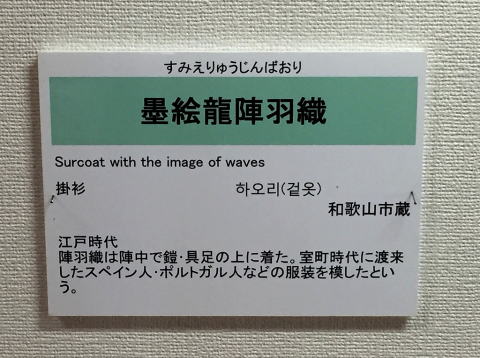 すみえりゅうじんばおり
墨絵龍陣羽織
Surcoat with the image of waves
掛衫 하오리(걸옷)
和歌山市蔵
江戸時代
陣羽織は陣中で鎧・具足の上に着た。室町時代に渡来
したスペイン人・ポルトガル人などの服装を模したとい
う。